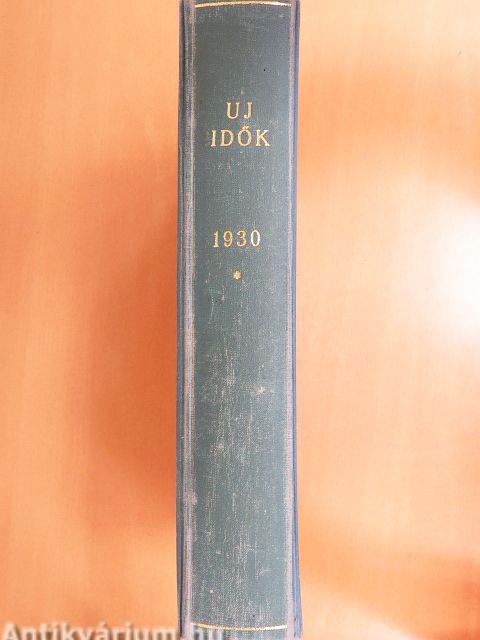 UJ
IDŐK
1930
*
Antikvárium.hu